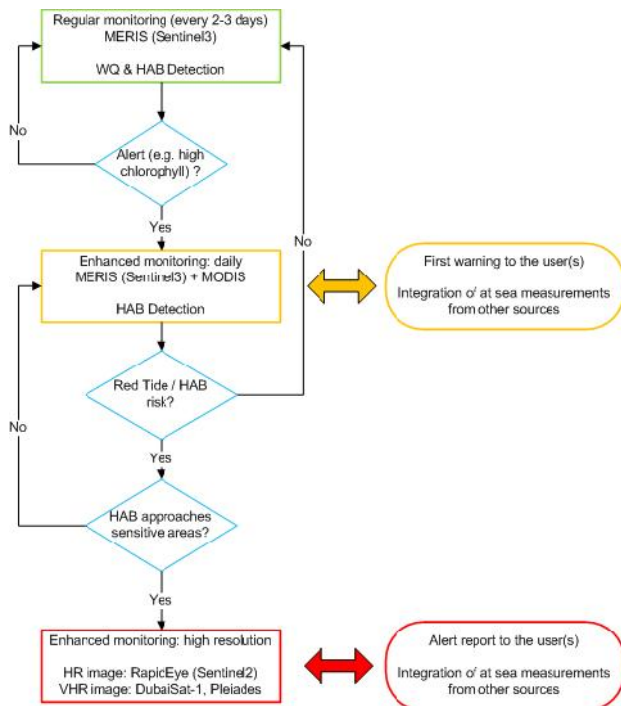 Regular monitoring (every 2-3 days)
MERIS (Sentinel3)
WQ & HAB Detection
No
Alert (e.g. high
chlorophyll) ?
Yes
No
Enhanced monitoring: daily
MERIS (Sentinel3) + MODIS
HAB Detection
First warning to the user(s)
Integration of at sea measurements
from other sources
Red Tide / HAB
risk?
No
Yes
HAB approaches
sensitive areas?
Yes
Enhanced monitoring: high resolution
HR image: RapicEye (Sentinel2)
VHR image: DubaiSat-1, Pleiades
Alert report to the user(s)
Integration of at sea measurements
from other sources